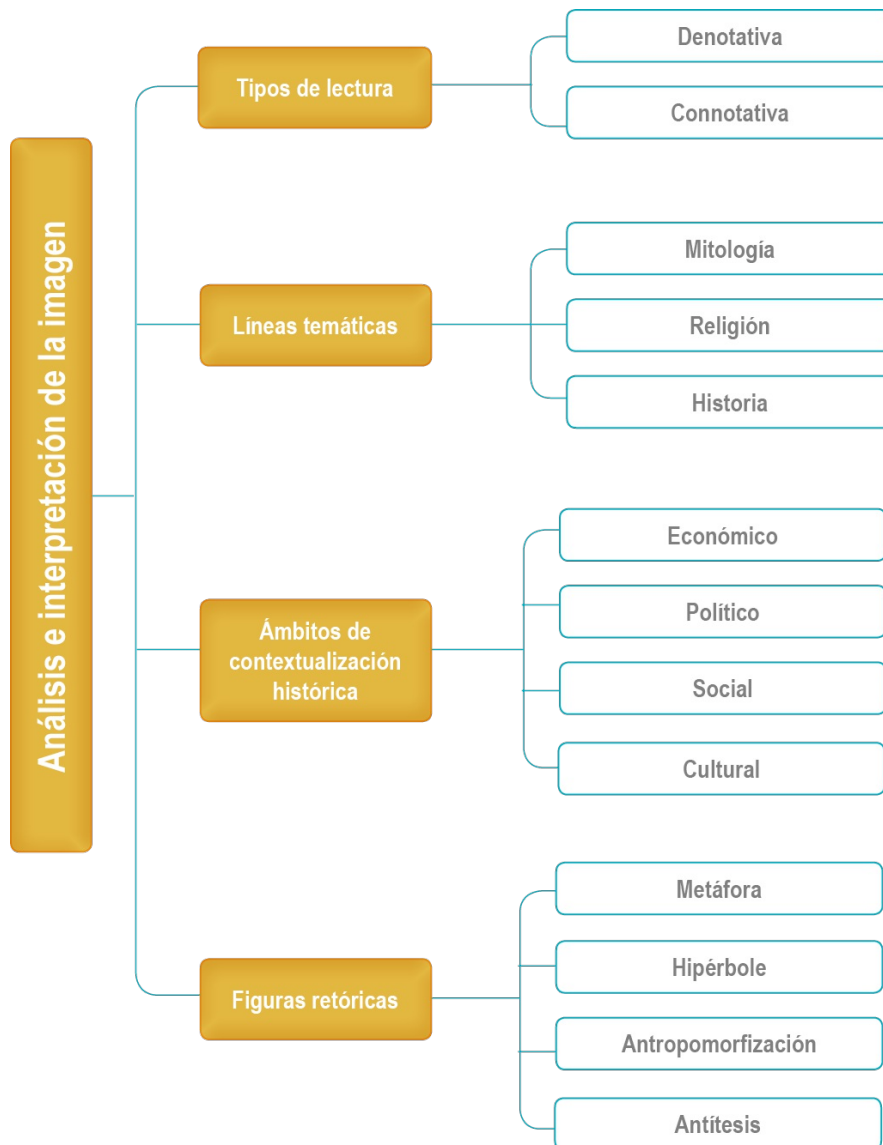 Análisis e interpretación de la imagen
Tipos de lectura
Denotativa
Connotativa
Líneas temáticas
Mitología
Religión
Historia
Ámbitos de
contextualización
histórica
Económico
Político
Social
Cultural
Figuras retóricas
Metáfora
Hipérbole
Antropomorfización
Antítesis